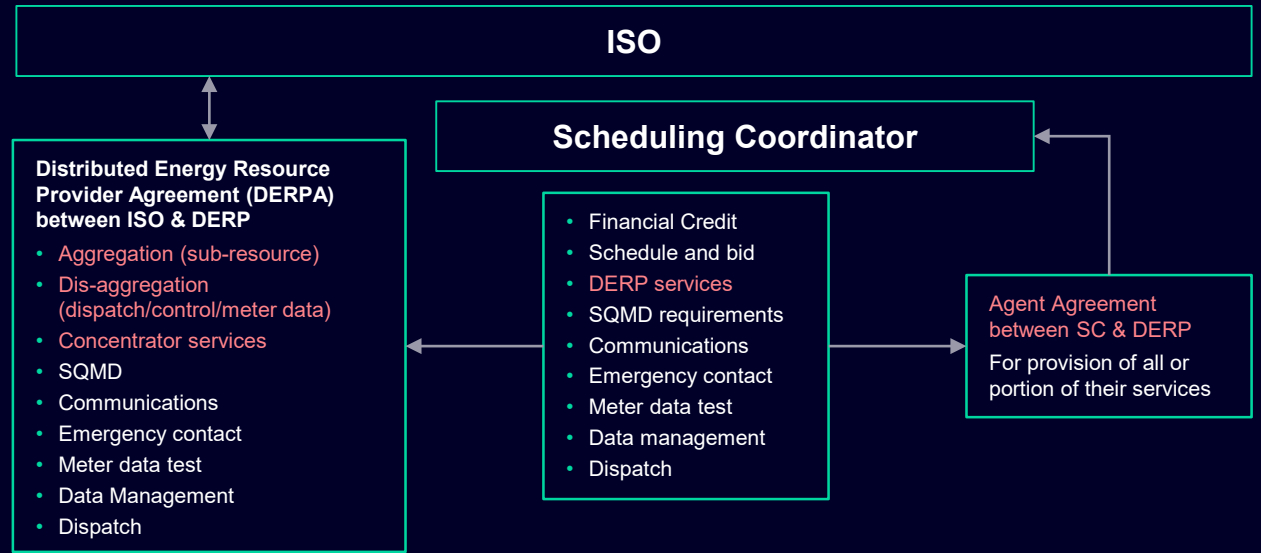 ISO
Scheduling Coordinator
Distributed Energy Resource
Provider Agreement (DERPA)
between ISO & DERP
• Aggregation (sub-resource)
• Dis-aggregation
(dispatch/control/meter data)
• Concentrator services
• SQMD
• Communications
• Emergency contact
• Meter data test
• Data Management
• Dispatch
• Financial Credit
• Schedule and bid
• DERP services
• SQMD requirements
• Communications
• Emergency contact
• Meter data test
• Data management
• Dispatch
Agent Agreement
between SC & DERP
For provision of all or
portion of their services